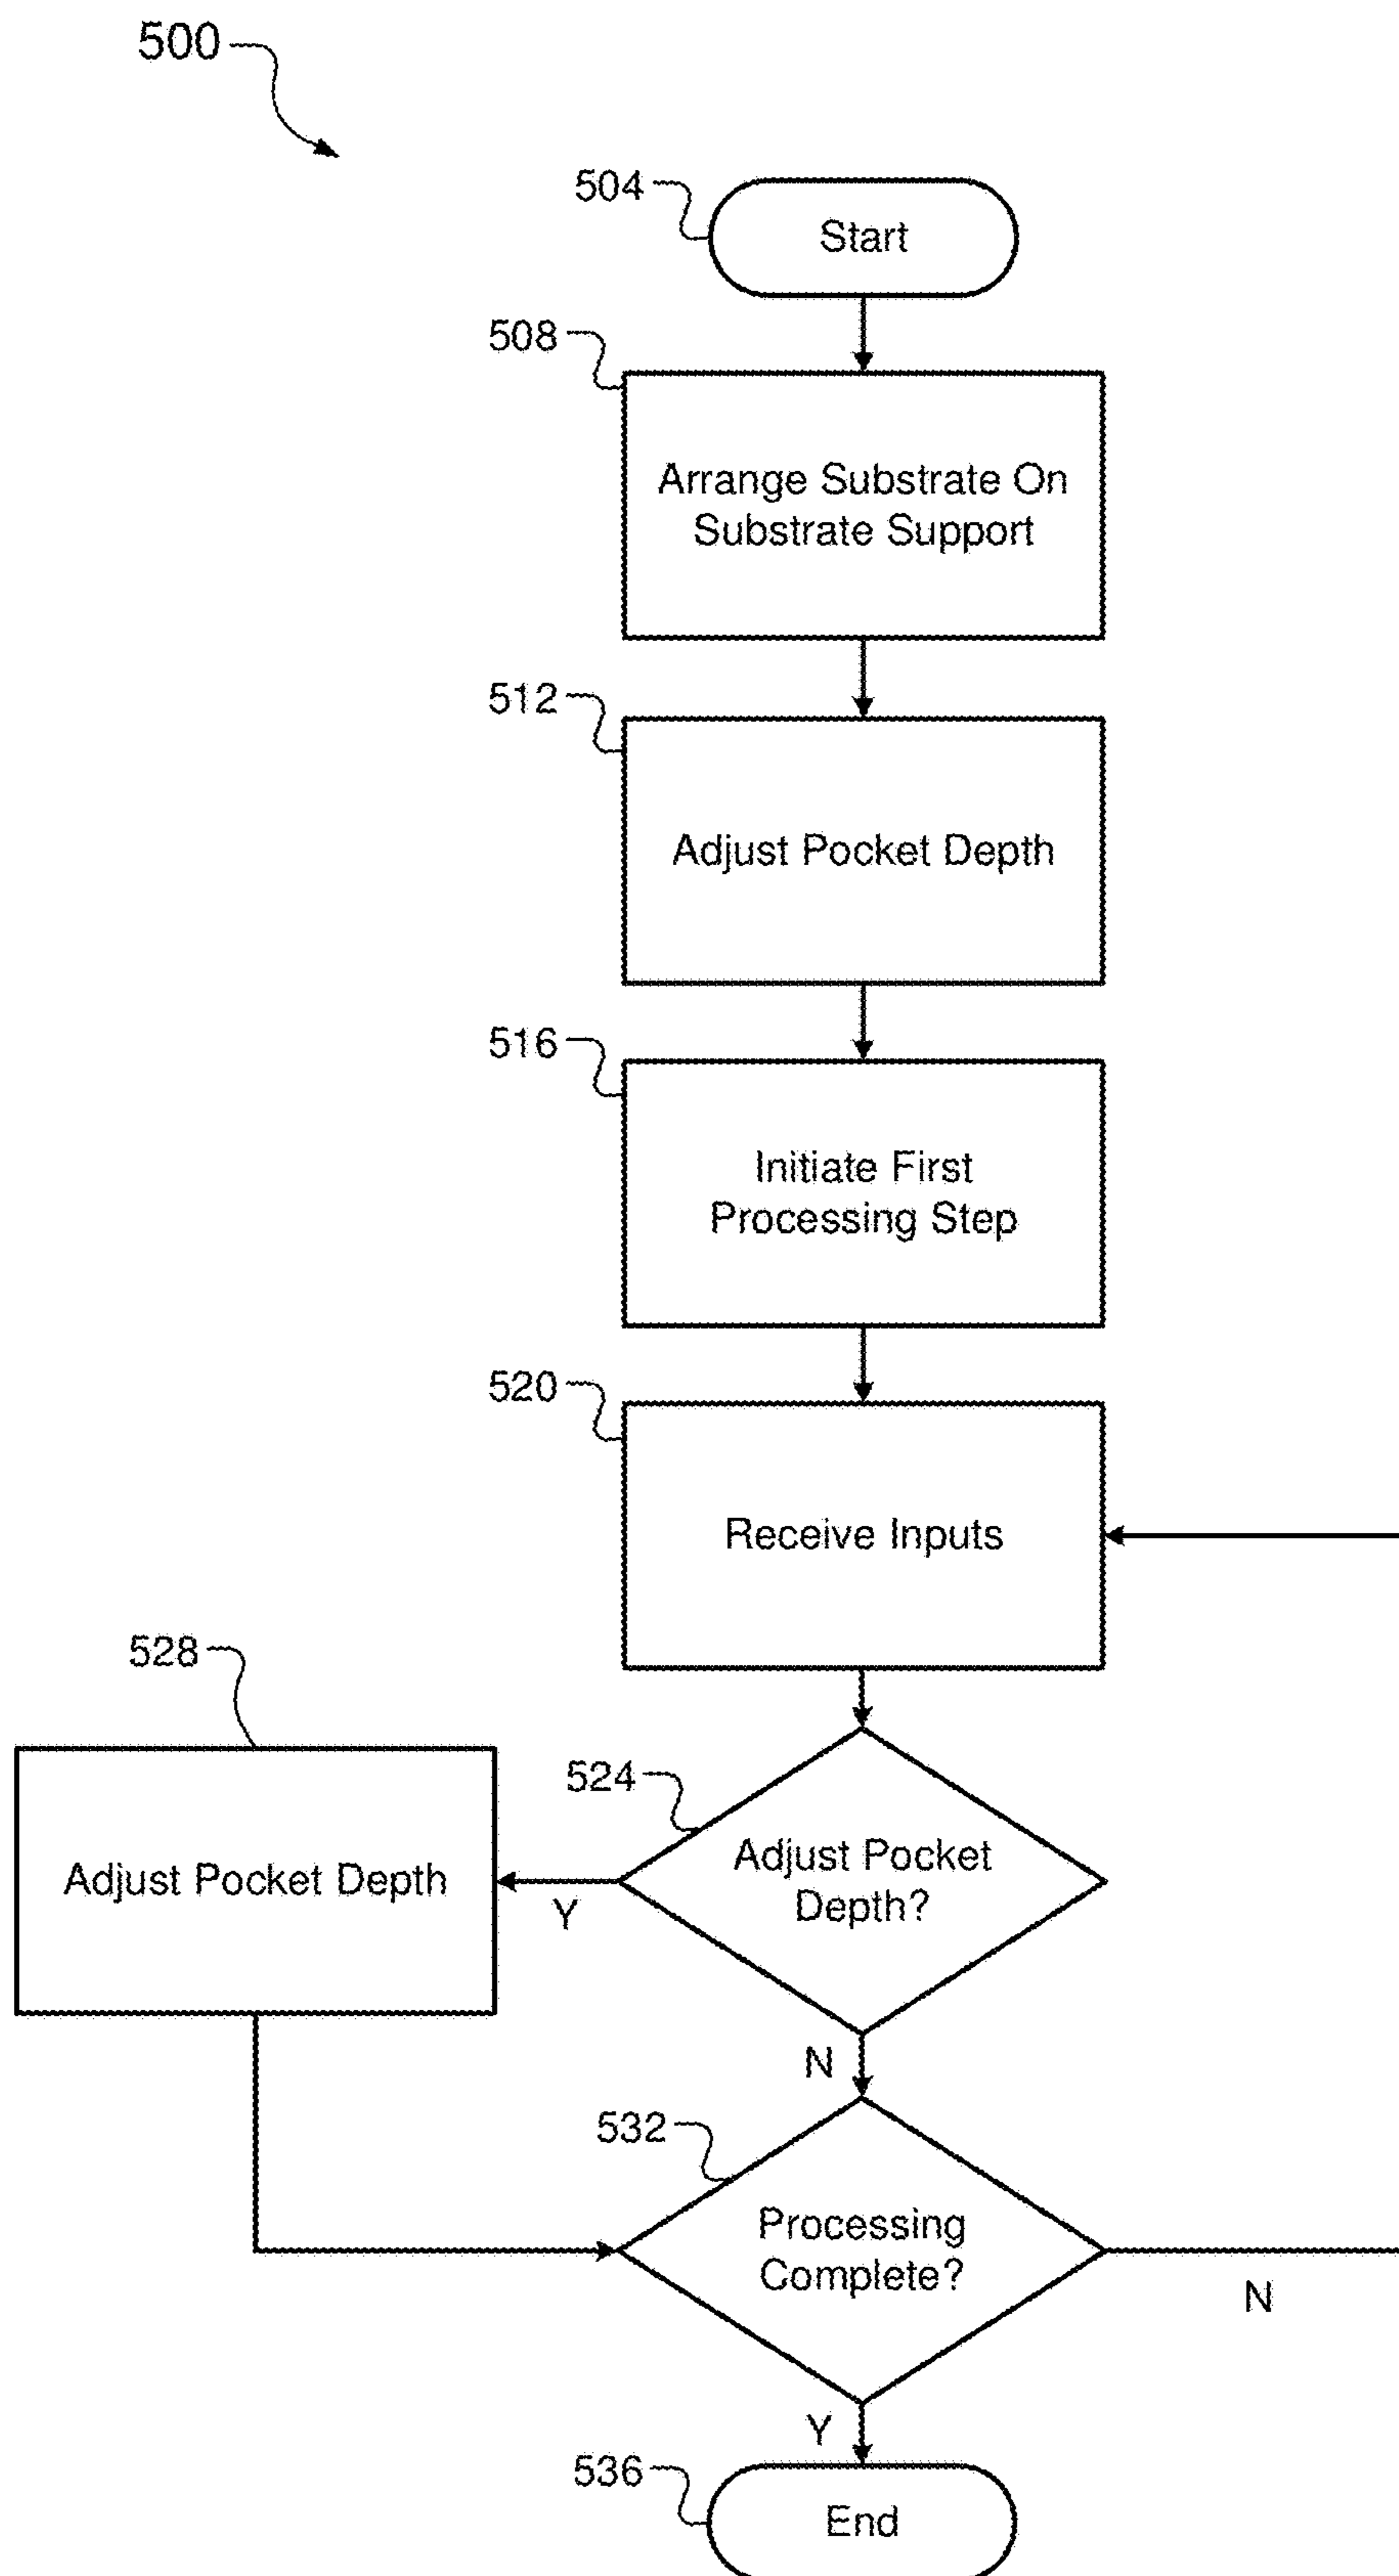 500
504
Start
508
Arrange Substrate On
Substrate Support
512
Adjust Pocket Depth
516
Initiate First
Processing Step
520
Receive Inputs
528
Adjust Pocket Depth
524
Adjust Pocket
Depth?
Y
N
532
Processing
Complete?
N
Y
536
End